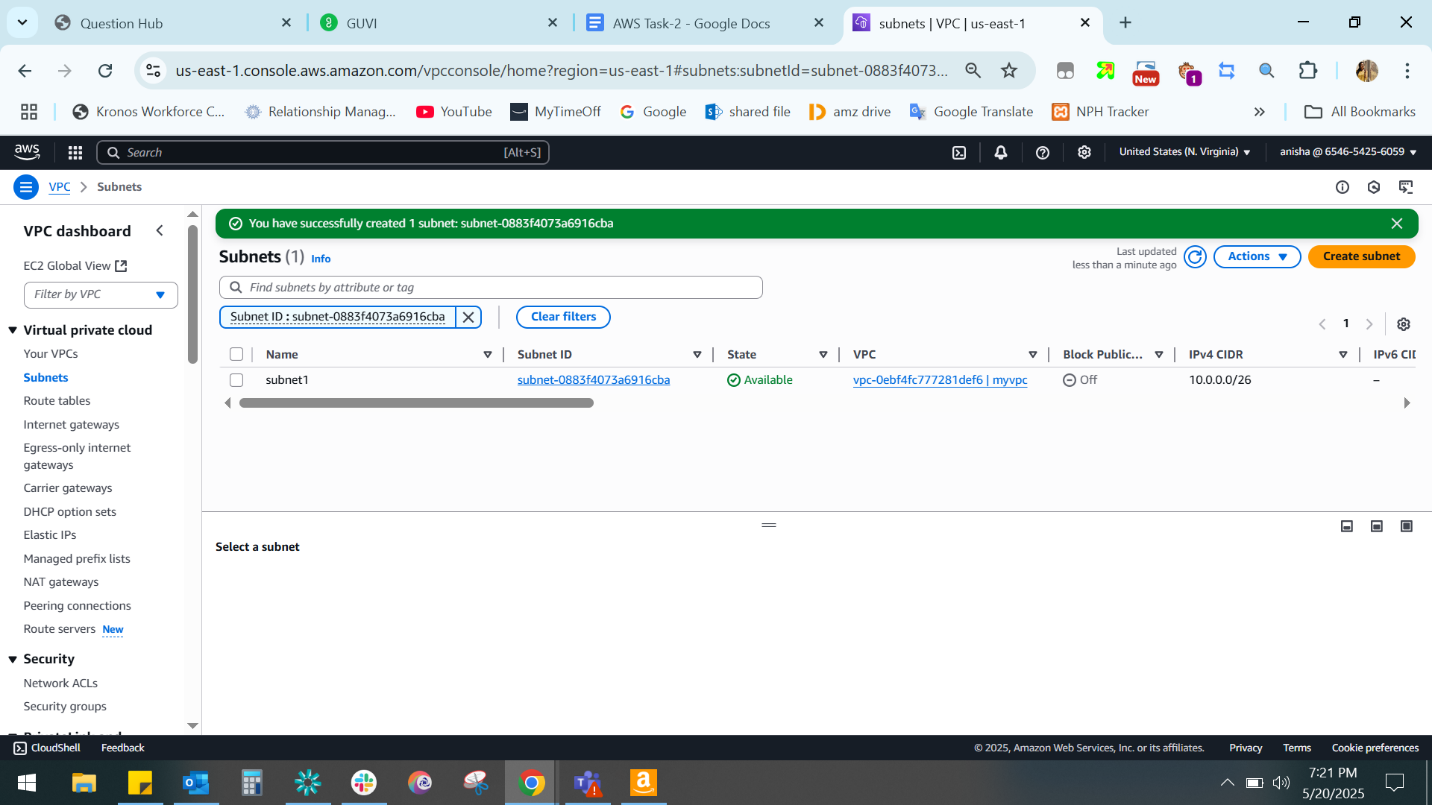 Question Hub
GUVI
AWS Task-2 - Google Docs
subnets | VPC | us-east-1
us-east-1.console.aws.amazon.com/vpcconsole/home?region=us-east-1#subnets:subnetId=subnet-0883f4073...
New
1
Kronos Workforce C...
Relationship Manag...
YouTube
MyTimeOff
Google
shared file
amz drive
Google Translate
NPH Tracker
All Bookmarks
aws
Search
[Alt+S]
United States (N. Virginia)
anisha @ 6546-5425-6059
VPC
Subnets
VPC dashboard
EC2 Global View
Filter by VPC
Virtual private cloud
Your VPCs
Subnets
Route tables
Internet gateways
Egress-only internet
gateways
Carrier gateways
DHCP option sets
Elastic IPs
Managed prefix lists
NAT gateways
Peering connections
Route servers New
Security
Network ACLs
Security groups
You have successfully created 1 subnet: subnet-0883f4073a6916cba
Subnets (1) Info
Last updated
less than a minute ago
Actions
Create subnet
Find subnets by attribute or tag
Subnet ID : subnet-0883f4073a6916cba
Clear filters
1
Name
Subnet ID
State
VPC
Block Public...
IPv4 CIDR
IPv6 CI
subnet1
subnet-0883f4073a6916cba
Available
vpc-0ebf4fc777281def6 | myvpc
Off
10.0.0.0/26
–
Select a subnet
CloudShell
Feedback
© 2025, Amazon Web Services, Inc. or its affiliates.
Privacy
Terms
Cookie preferences
7:21 PM
5/20/2025